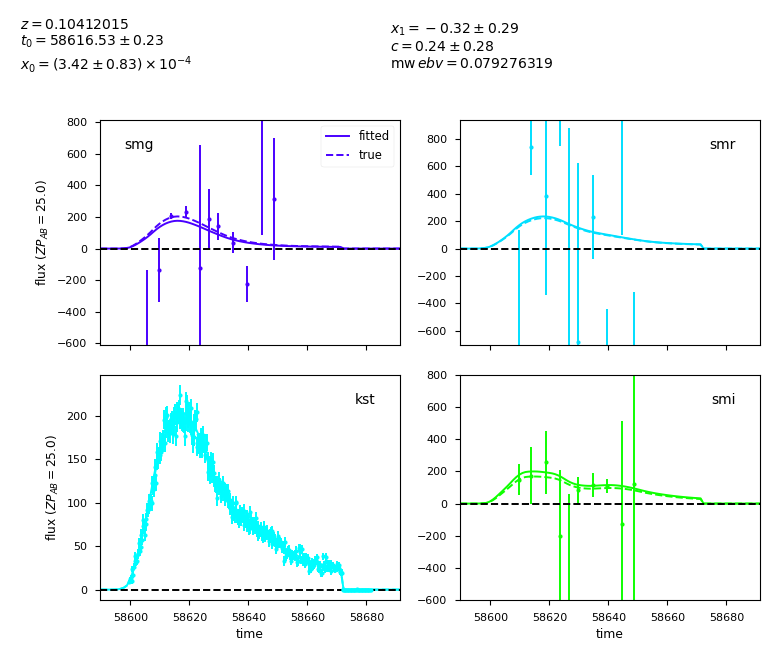 z = 0.10412015
t₀ = 58616.53 ± 0.23
x₀ = (3.42 ± 0.83) × 10⁻⁴
x₁ = −0.32 ± 0.29
c = 0.24 ± 0.28
mw ebv = 0.079276319
smg
fitted
true
800
600
400
200
0
−200
−400
−600
flux (ZP_AB = 25.0)
smr
800
600
400
200
0
−200
−400
−600
kst
200
150
100
50
0
flux (ZP_AB = 25.0)
58600 58620 58640 58660 58680
time
smi
800
600
400
200
0
−200
−400
−600
58600 58620 58640 58660 58680
time